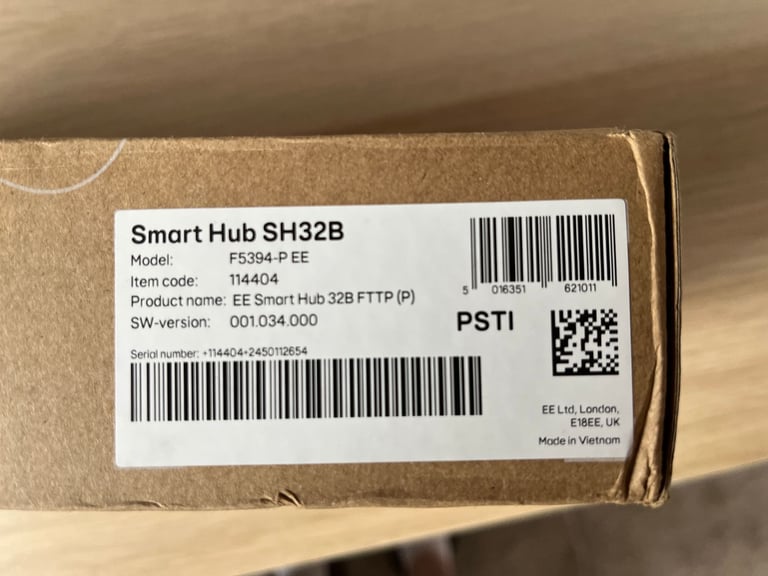 Smart Hub SH32B
Model: F5394-P EE
Item code: 114404
Product name: EE Smart Hub 32B FTTP (P)
SW-version: 001.034.000
Serial number: +114404+2450112654
5 016351 621011
PSTI
EE Ltd, London,
E18EE, UK
Made in Vietnam